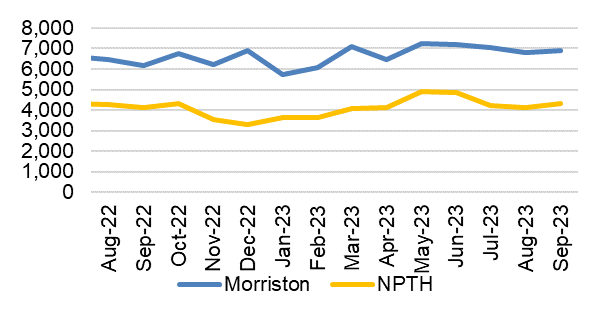 8,000
7,000
6,000
5,000
4,000
3,000
2,000
1,000
0
Aug-22
Sep-22
Oct-22
Nov-22
Dec-22
Jan-23
Feb-23
Mar-23
Apr-23
May-23
Jun-23
Jul-23
Aug-23
Sep-23
Morriston NPTH